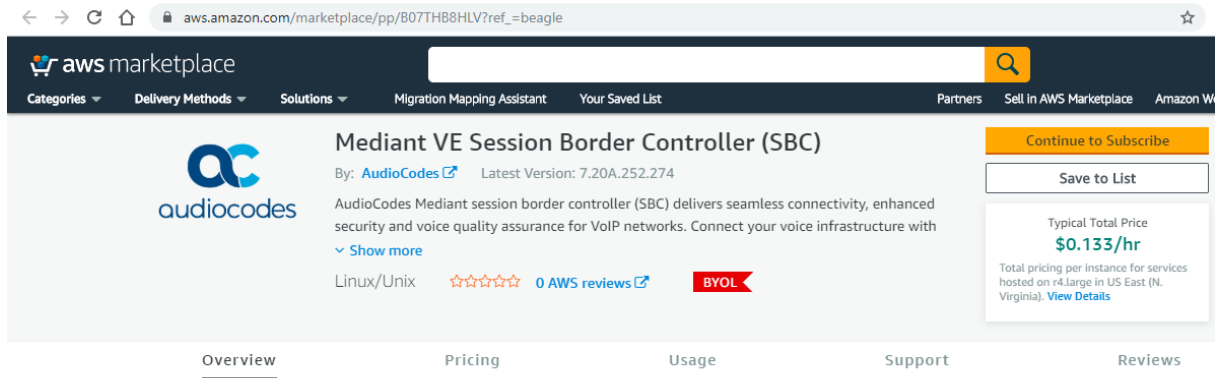 aws.amazon.com/marketplace/pp/B07THB8HLV?ref_=beagle
aws marketplace
Categories Delivery Methods Solutions Migration Mapping Assistant Your Saved List Partners Sell in AWS Marketplace Amazon W
audiocodes
Mediant VE Session Border Controller (SBC)
By: AudioCodes Latest Version: 7.20A.252.274
AudioCodes Mediant session border controller (SBC) delivers seamless connectivity, enhanced
security and voice quality assurance for VoIP networks. Connect your voice infrastructure with
Show more
Linux/Unix 0 AWS reviews BYOL
Continue to Subscribe
Save to List
Typical Total Price
$0.133/hr
Total pricing per instance for services
hosted on r4.large in US East (N.
Virginia). View Details
Overview Pricing Usage Support Reviews